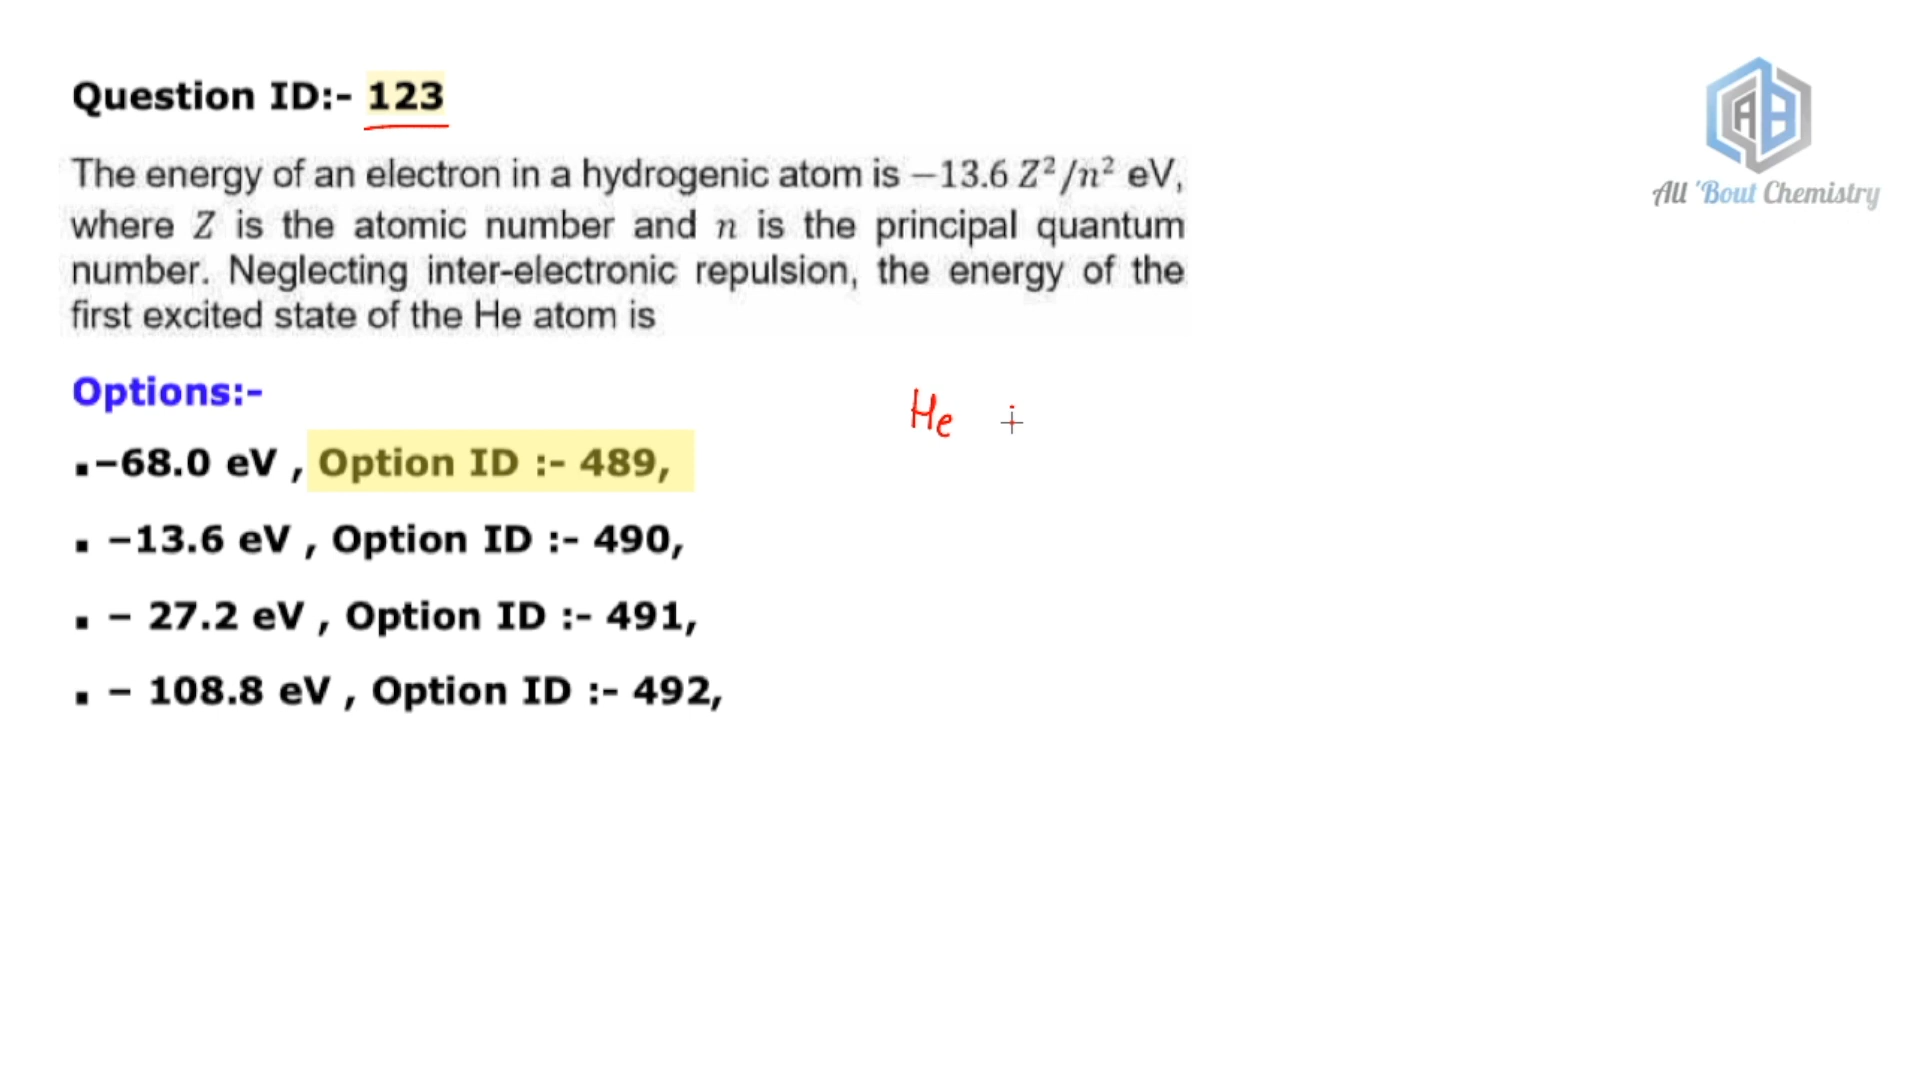 Question ID:- 123
The energy of an electron in a hydrogenic atom is −13.6 Z²/n² eV,
where Z is the atomic number and n is the principal quantum
number. Neglecting inter-electronic repulsion, the energy of the
first excited state of the He atom is
Options:-
▪−68.0 eV , Option ID :- 489,
▪ −13.6 eV , Option ID :- 490,
▪ − 27.2 eV , Option ID :- 491,
▪ − 108.8 eV , Option ID :- 492,
He
AB
All 'Bout Chemistry